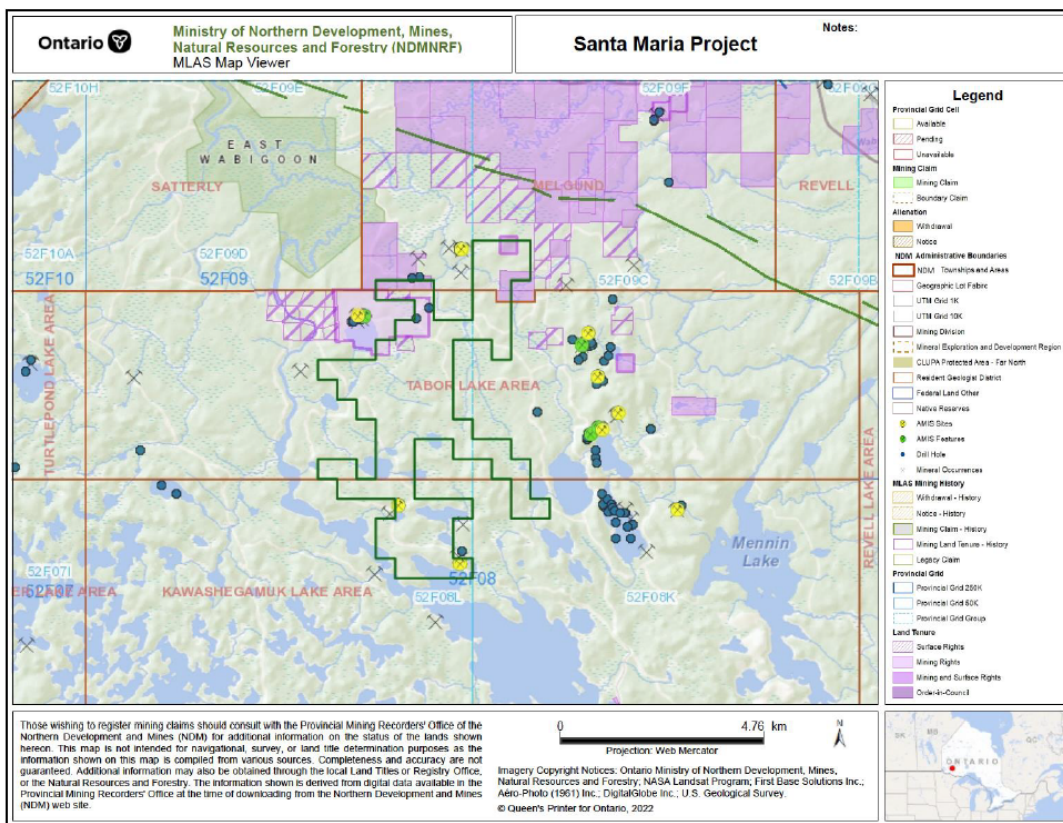 Ontario
Ministry of Northern Development, Mines,
Natural Resources and Forestry (NDMNRF)
MLAS Map Viewer
Santa Maria Project
Notes:
52F10H
52F09E
52F09F
EAST
WABIGOON
SATTERLY
MELGUND
REVELL
52F10A
52F09D
52F09C
52F09B
52F10
52F09
TURTLEPOND LAKE AREA
TABOR LAKE AREA
REVELL LAKE AREA
Mennin
Lake
52F07I
52F07
52F08
LAKE AREA
KAWASHEGAMUK LAKE AREA
52F08L
52F08K
Legend
Provincial Grid Cell
Available
Pending
Unavailable
Mining Claim
Mining Claim
Boundary Claim
Alienation
Withdrawal
Notice
NDM Administrative Boundaries
NDM Townships and Areas
Geographic Lot Fabric
UTM Grid 1K
UTM Grid 10K
Mining Division
Mineral Exploration and Development Region
CLUPA Protected Area - Far North
Resident Geologist District
Federal Land Other
Native Reserves
AMIS Sites
AMIS Features
Drill Hole
Mineral Occurrences
MLAS Mining History
Withdrawal - History
Notice - History
Mining Claim - History
Mining Land Tenure - History
Legacy Claim
Provincial Grid
Provincial Grid 250K
Provincial Grid 50K
Provincial Grid Group
Land Tenure
Surface Rights
Mining Rights
Mining and Surface Rights
Order-in-Council
Those wishing to register mining claims should consult with the Provincial Mining Recorders' Office of the
Northern Development and Mines (NDM) for additional information on the status of the lands shown
hereon. This map is not intended for navigational, survey, or land title determination purposes as the
information shown on this map is compiled from various sources. Completeness and accuracy are not
guaranteed. Additional information may also be obtained through the local Land Titles or Registry Office,
or the Natural Resources and Forestry. The information shown is derived from digital data available in the
Provincial Mining Recorders' Office at the time of downloading from the Northern Development and Mines
(NDM) web site.
0
4.76 km
Projection: Web Mercator
N
Imagery Copyright Notices: Ontario Ministry of Northern Development, Mines,
Natural Resources and Forestry; NASA Landsat Program; First Base Solutions Inc.;
Aéro-Photo (1961) Inc.; DigitalGlobe Inc.; U.S. Geological Survey.
© Queen's Printer for Ontario, 2022
ONTARIO